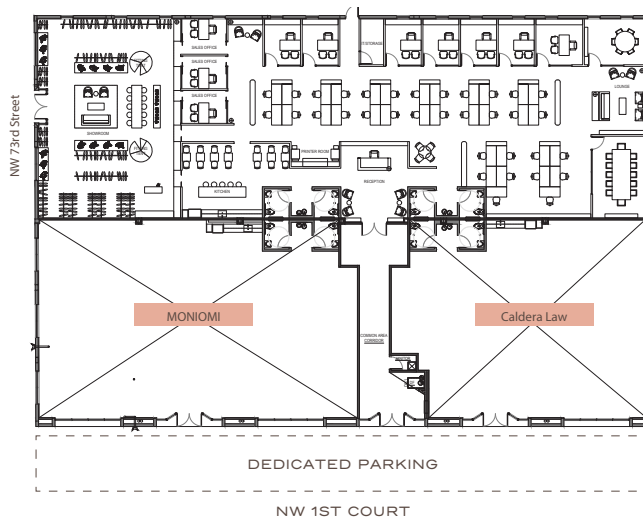 SALES OFFICE
IT/STORAGE
SALES OFFICE
LOUNGE
SALES OFFICE
SHOWROOM
NW 73rd Street
PRINTER ROOM
RECEPTION
KITCHEN
MONIOMI
Caldera Law
COMMON AREA
CORRIDOR
DEDICATED PARKING
NW 1ST COURT